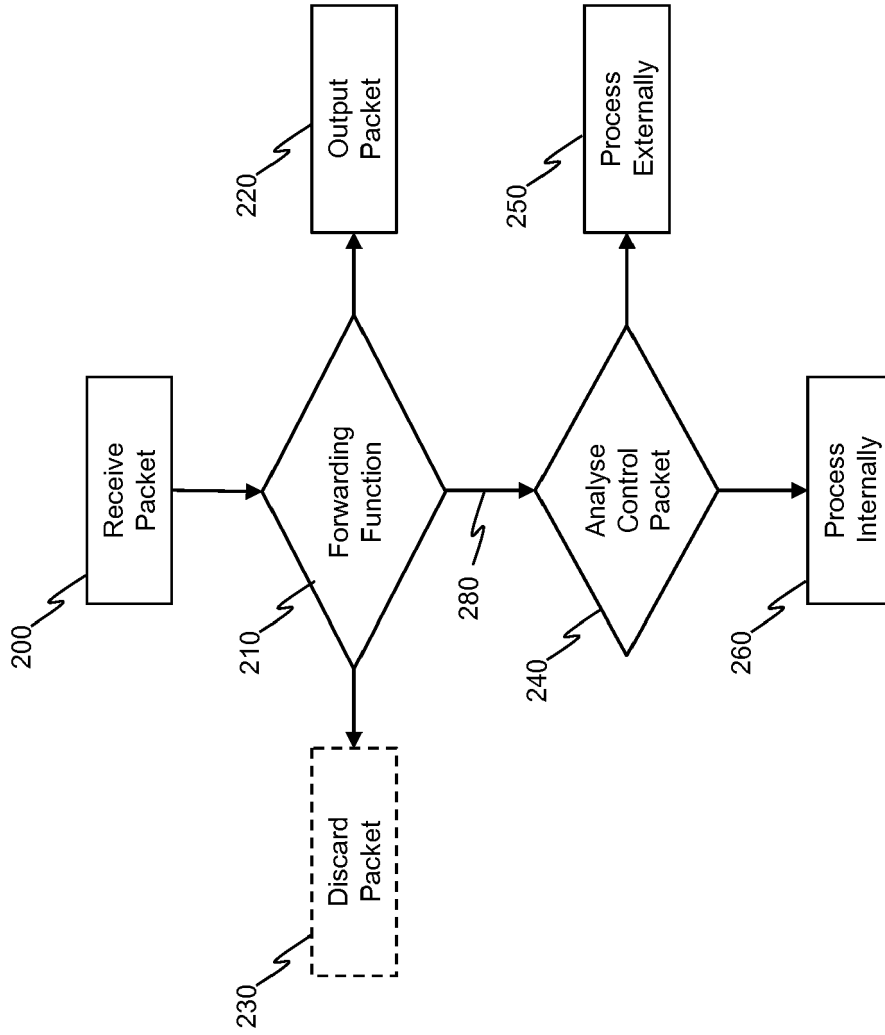 200
Receive
Packet
210
Forwarding
Function
220
Output
Packet
230
Discard
Packet
280
240
Analyse
Control
Packet
250
Process
Externally
260
Process
Internally